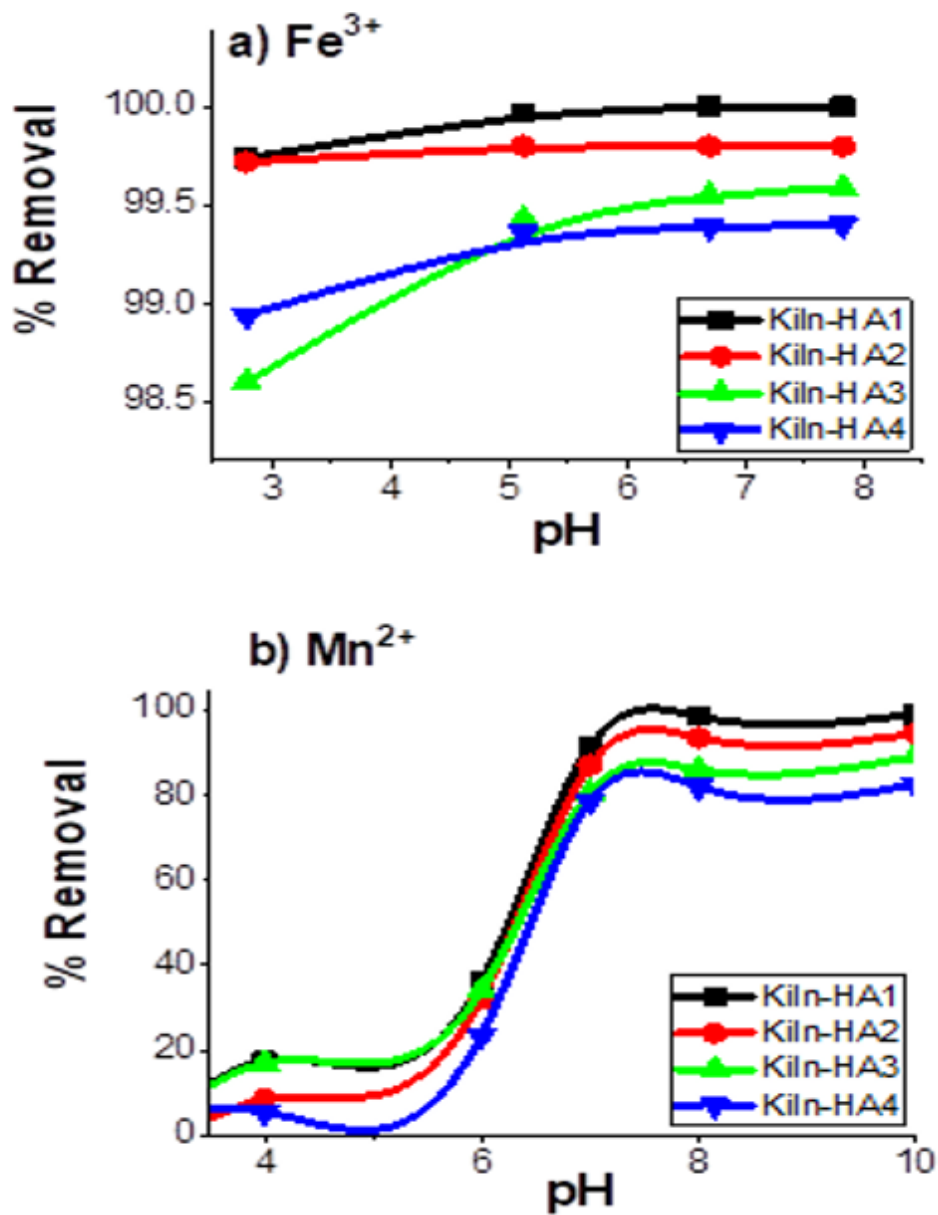 a) Fe3+
% Removal
100.0
99.5
99.0
98.5
Kiln-HA1
Kiln-HA2
Kiln-HA3
Kiln-HA4
3 4 5 6 7 8
pH
b) Mn2+
% Removal
100
80
60
40
20
0
Kiln-HA1
Kiln-HA2
Kiln-HA3
Kiln-HA4
4 6 8 10
pH